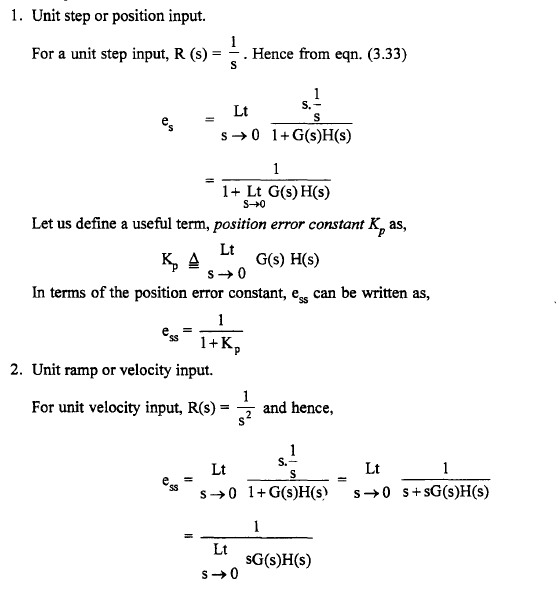 1. Unit step or position input.
For a unit step input, R (s) = 1/s . Hence from eqn. (3.33)
e_s = Lt s → 0 (s. 1/s) / (1+G(s)H(s))
= 1 / (1+ Lt S→0 G(s) H(s))
Let us define a useful term, position error constant K_p as,
K_p ≜ Lt s → 0 G(s) H(s)
In terms of the position error constant, e_ss can be written as,
e_ss = 1 / (1+K_p)
2. Unit ramp or velocity input.
For unit velocity input, R(s) = 1/s² and hence,
e_ss = Lt s → 0 (s. 1/s) / (1+G(s)H(s)) = Lt s → 0 1 / (s+sG(s)H(s))
= 1 / (Lt s → 0 sG(s)H(s))